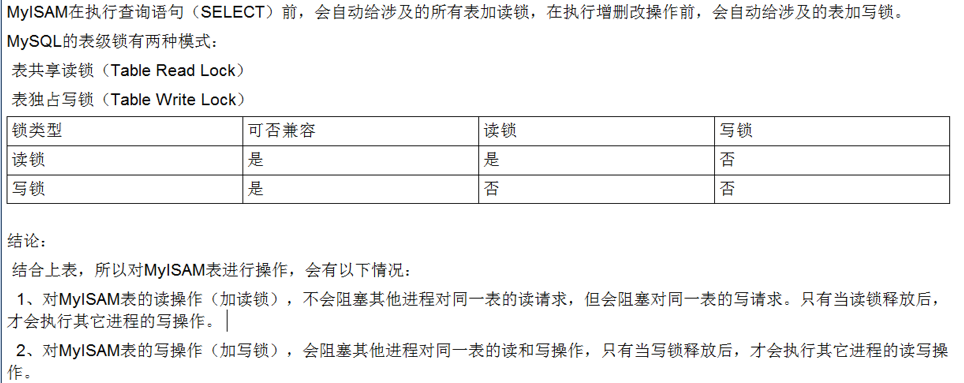 MyISAM在执行查询语句（SELECT）前，会自动给涉及的所有表加读锁，在执行增删改操作前，会自动给涉及的表加写锁。
MySQL的表级锁有两种模式：
表共享读锁（Table Read Lock）
表独占写锁（Table Write Lock）
锁类型 可否兼容 读锁 写锁
读锁 是 是 否
写锁 是 否 否
结论：
结合上表，所以对MyISAM表进行操作，会有以下情况：
1、对MyISAM表的读操作（加读锁），不会阻塞其他进程对同一表的读请求，但会阻塞对同一表的写请求。只有当读锁释放后，
才会执行其它进程的写操作。
2、对MyISAM表的写操作（加写锁），会阻塞其他进程对同一表的读和写操作，只有当写锁释放后，才会执行其它进程的读写操
作。